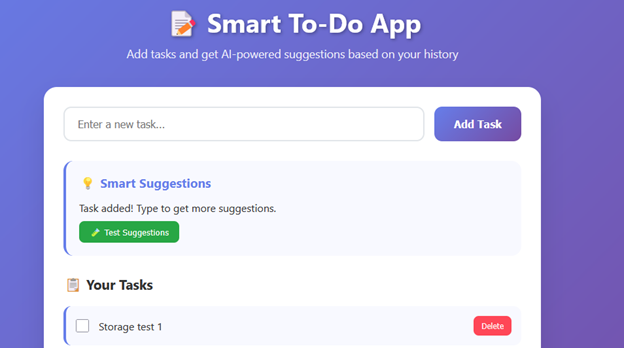 Smart To-Do App
Add tasks and get AI-powered suggestions based on your history
Enter a new task...
Add Task
Smart Suggestions
Task added! Type to get more suggestions.
Test Suggestions
Your Tasks
Storage test 1
Delete